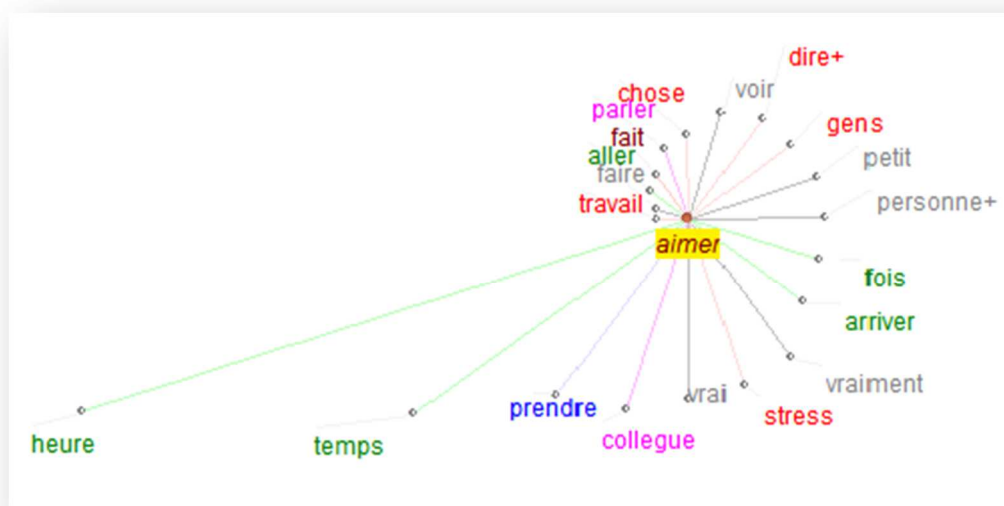 dire+
voir
chose
parler
gens
fait
aller
petit
faire
travail
personne+
aimer
fois
arriver
vraiment
vrai
prendre
stress
collegue
heure
temps